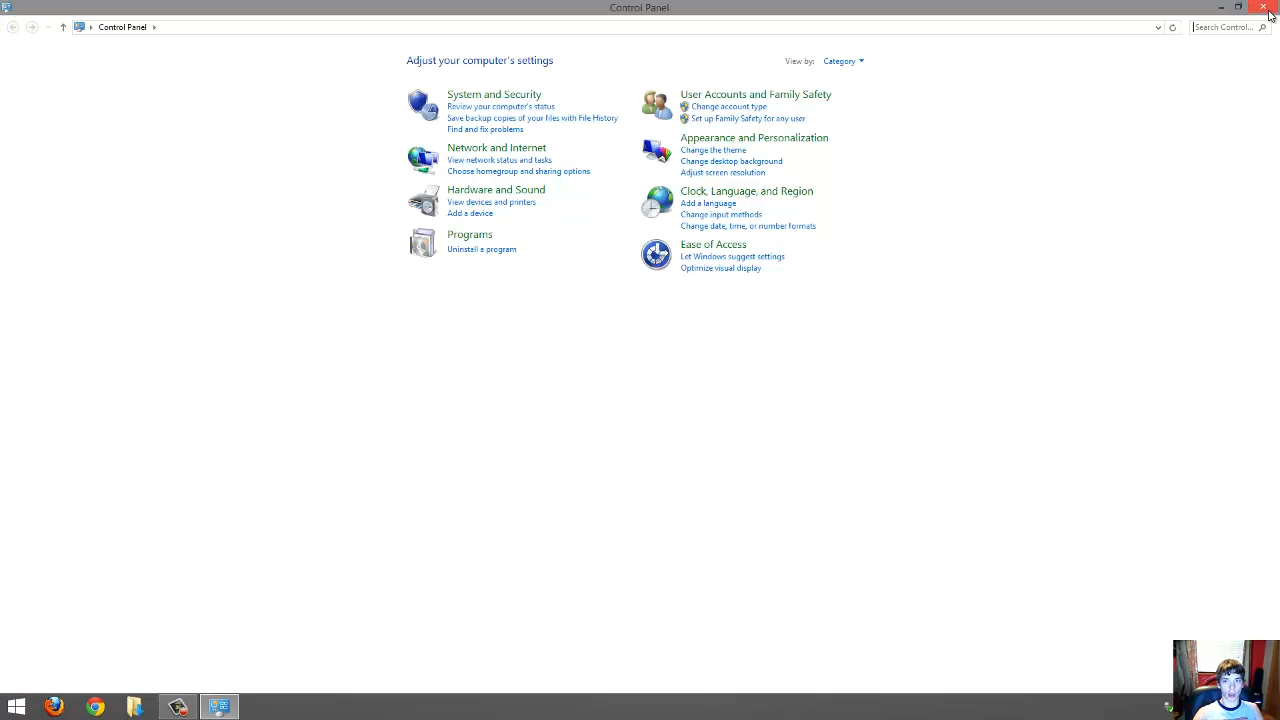 Control Panel
Control Panel
Search Control...
Adjust your computer's settings
View by: Category
System and Security
Review your computer's status
Save backup copies of your files with File History
Find and fix problems
Network and Internet
View network status and tasks
Choose homegroup and sharing options
Hardware and Sound
View devices and printers
Add a device
Programs
Uninstall a program
User Accounts and Family Safety
Change account type
Set up Family Safety for any user
Appearance and Personalization
Change the theme
Change desktop background
Adjust screen resolution
Clock, Language, and Region
Add a language
Change input methods
Change date, time, or number formats
Ease of Access
Let Windows suggest settings
Optimize visual display